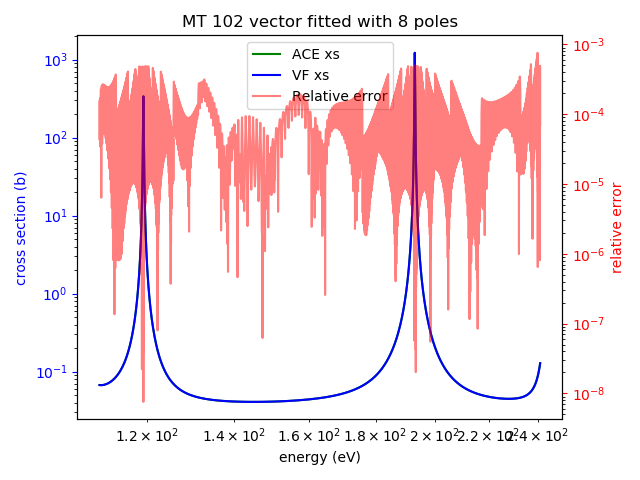 MT 102 vector fitted with 8 poles
ACE xs
VF xs
Relative error
10³
10²
10¹
10⁰
10⁻¹
cross section (b)
10⁻³
10⁻⁴
10⁻⁵
10⁻⁶
10⁻⁷
10⁻⁸
relative error
1.2 × 10² 1.4 × 10² 1.6 × 10² 1.8 × 10² 2 × 10² 2.2 × 10² 2.4 × 10²
energy (eV)